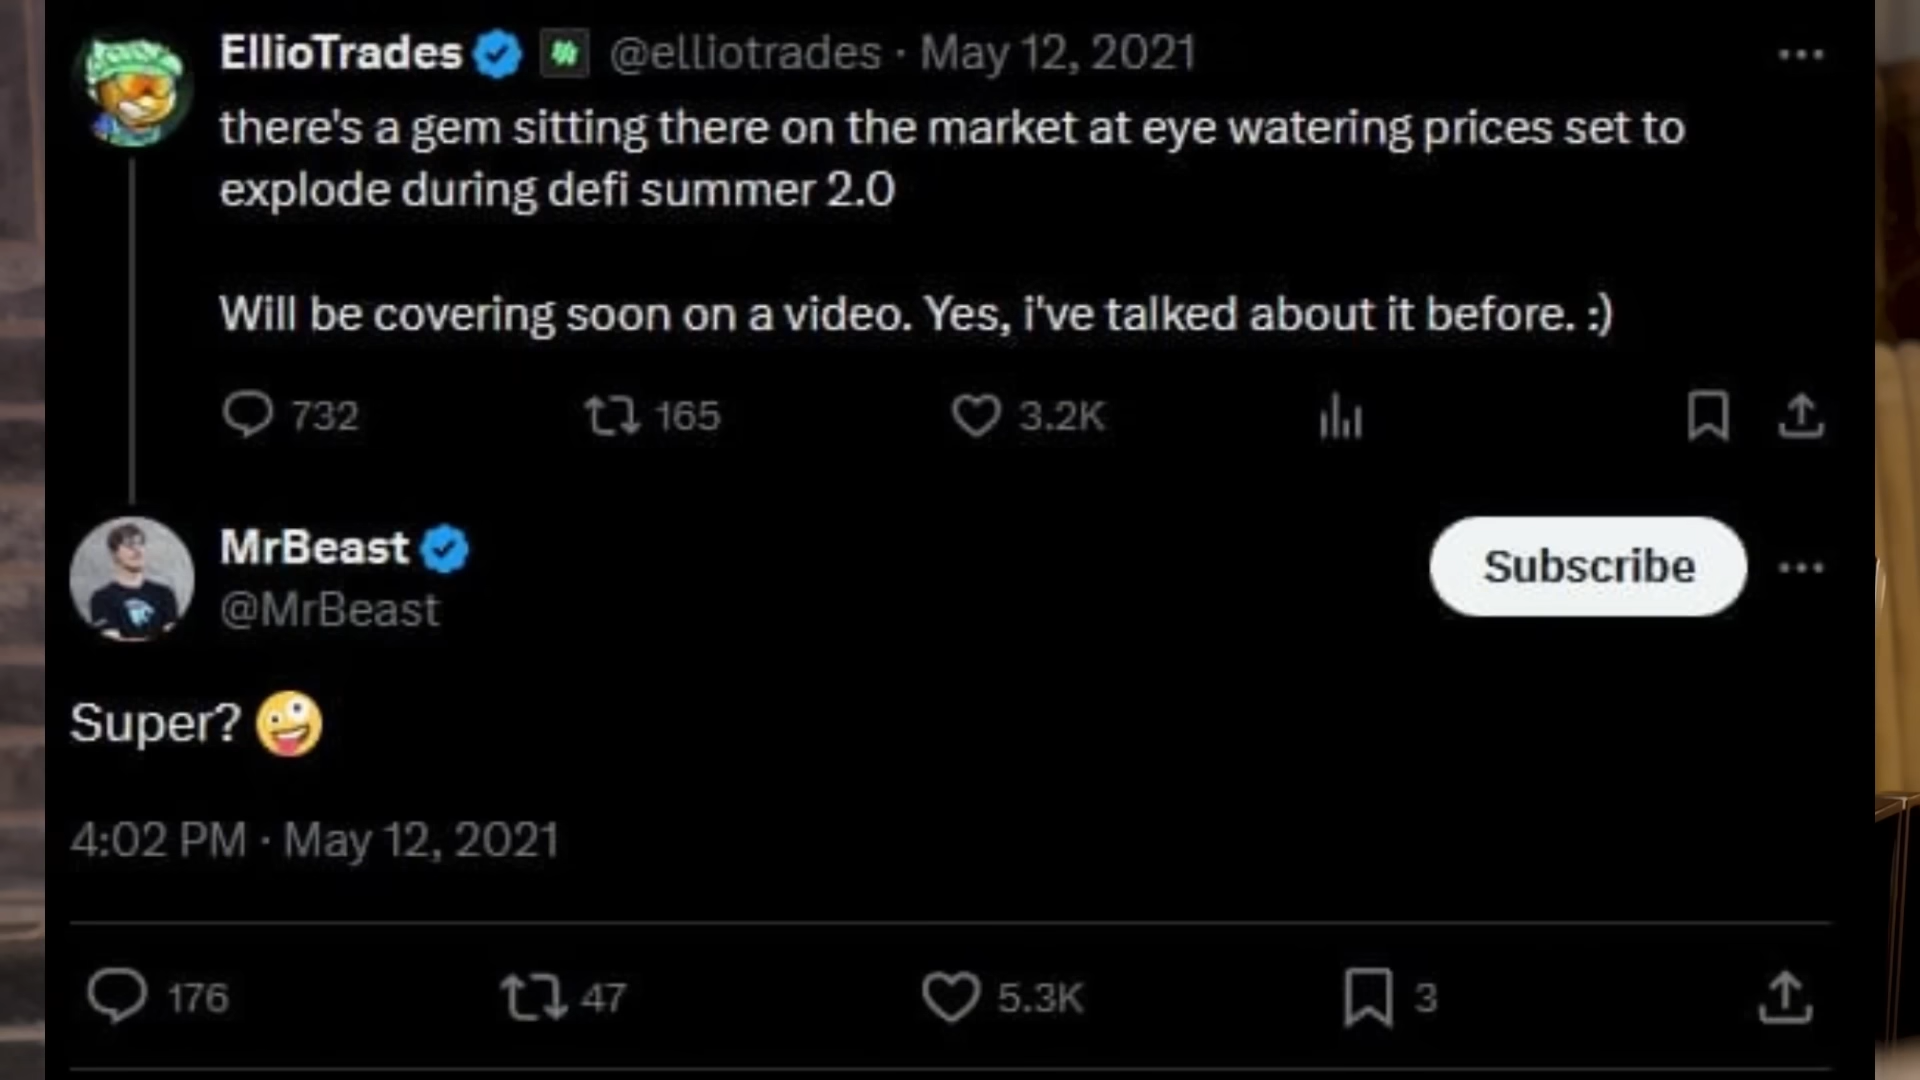 EllioTrades @elliotrades · May 12, 2021
there's a gem sitting there on the market at eye watering prices set to
explode during defi summer 2.0
Will be covering soon on a video. Yes, i've talked about it before. :)
732 165 3.2K
MrBeast
@MrBeast
Subscribe
Super? 🤪
4:02 PM · May 12, 2021
176 47 5.3K 3